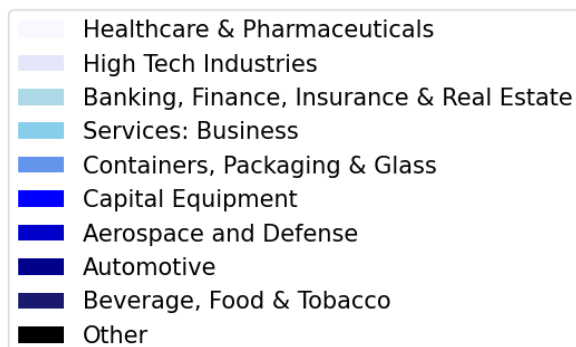 Healthcare & Pharmaceuticals
High Tech Industries
Banking, Finance, Insurance & Real Estate
Services: Business
Containers, Packaging & Glass
Capital Equipment
Aerospace and Defense
Automotive
Beverage, Food & Tobacco
Other